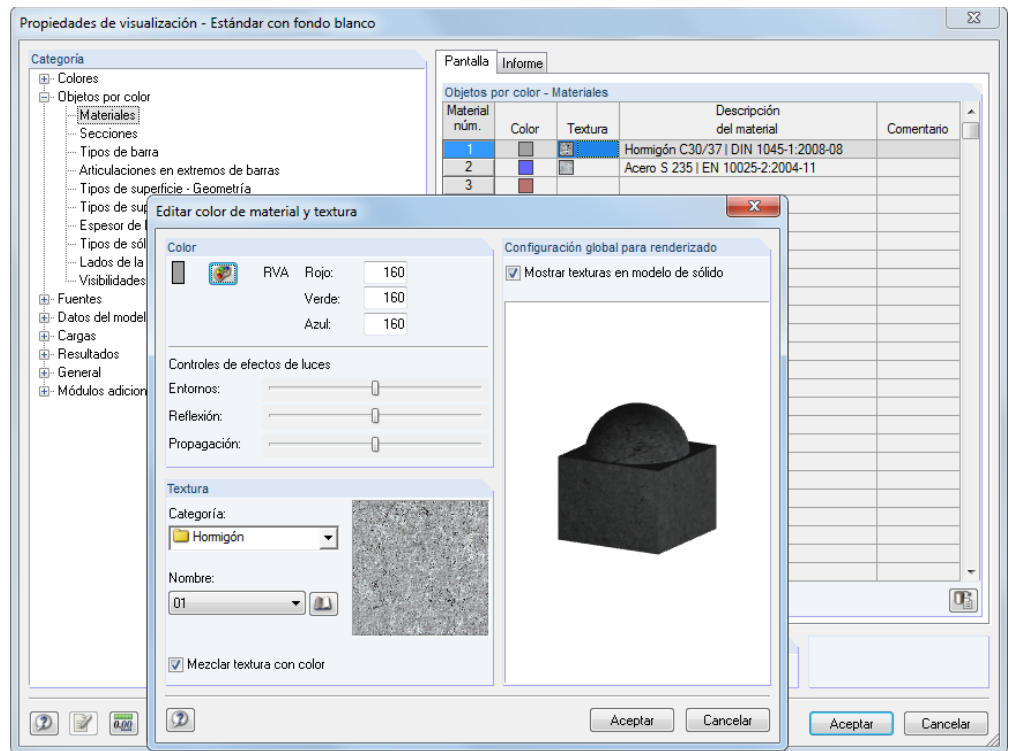 Propiedades de visualización - Estándar con fondo blanco
Categoría
Colores
Objetos por color
Materiales
Secciones
Tipos de barra
Articulaciones en extremos de barras
Tipos de superficie - Geometría
Tipos de sup
Espesor de l
Tipos de sól
Lados de la
Visibilidades
Fuentes
Datos del model
Cargas
Resultados
General
Módulos adicion
Pantalla Informe
Objetos por color - Materiales
Material Descripción
núm. Color Textura del material Comentario
1 Hormigón C30/37 | DIN 1045-1:2008-08
2 Acero S 235 | EN 10025-2:2004-11
3
Editar color de material y textura
Color
RVA Rojo: 160
Verde: 160
Azul: 160
Controles de efectos de luces
Entornos:
Reflexión:
Propagación:
Textura
Categoría:
Hormigón
Nombre:
01
Mezclar textura con color
Configuración global para renderizado
Mostrar texturas en modelo de sólido
Aceptar Cancelar
0.00
Aceptar Cancelar